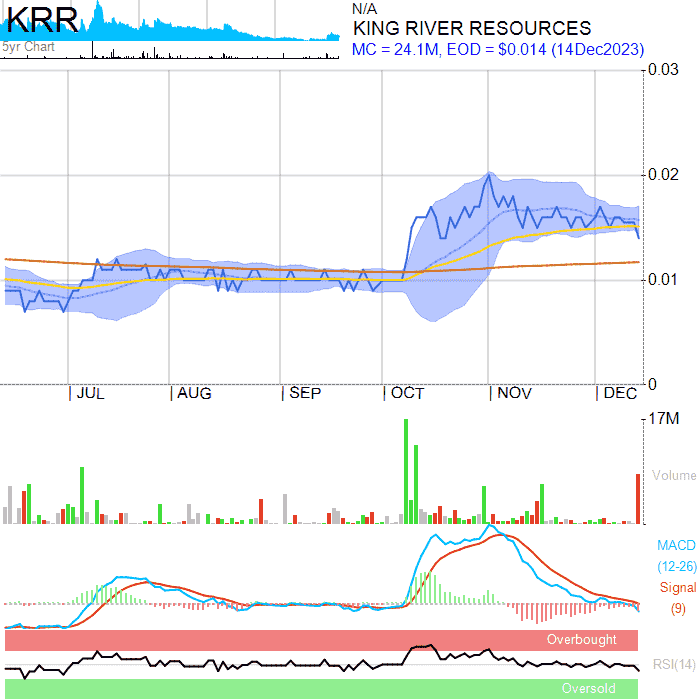 KRR
5yr Chart
N/A
KING RIVER RESOURCES
MC = 24.1M, EOD = $0.014 (14Dec2023)
0.03
0.02
0.01
0
JUL AUG SEP OCT NOV DEC
17M
Volume
MACD
(12-26)
Signal
(9)
Overbought
RSI(14)
Oversold